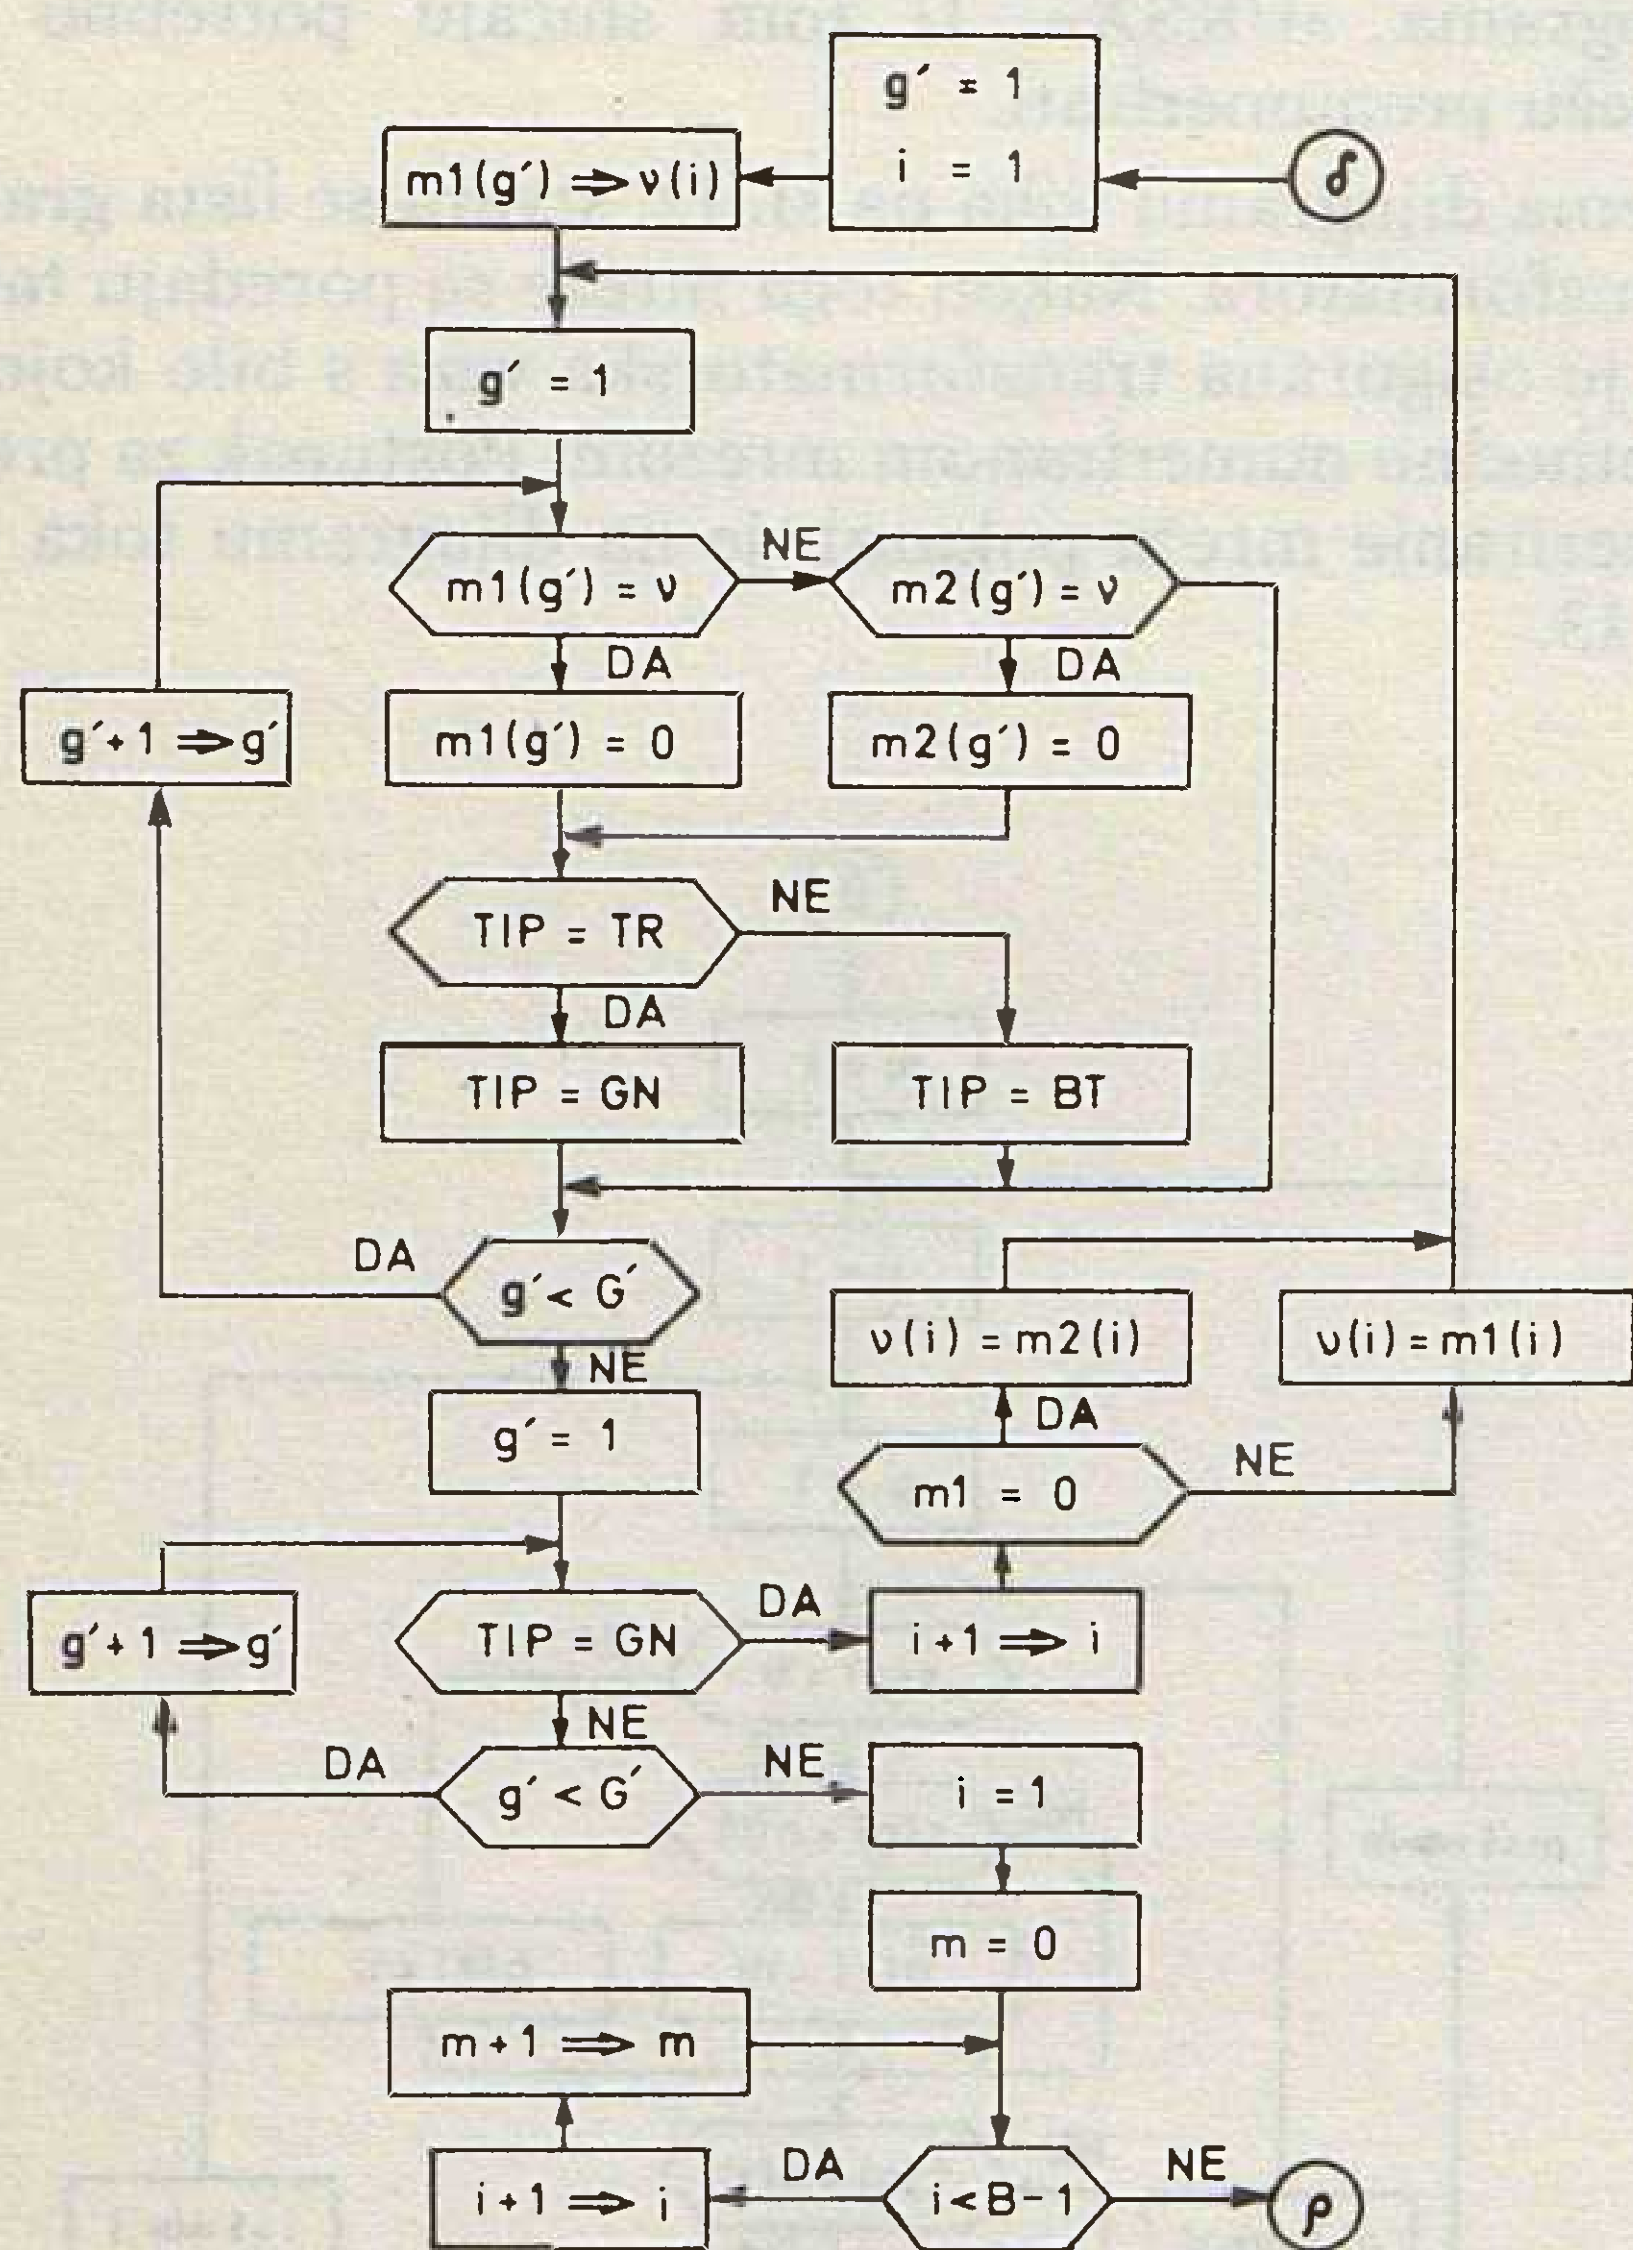 g′ = 1
i = 1
δ
m1(g′) ⇒ ν(i)
g′ = 1
m1(g′) = ν
NE
m2(g′) = ν
DA
DA
g′+1 ⇒ g′
m1(g′) = 0
m2(g′) = 0
TIP = TR
NE
DA
TIP = GN
TIP = BT
DA
g′ < G′
NE
ν(i) = m2(i)
ν(i) = m1(i)
g′ = 1
DA
m1 = 0
NE
g′+1 ⇒ g′
TIP = GN
DA
i+1 ⇒ i
NE
DA
g′ < G′
NE
i = 1
m = 0
m+1 ⇒ m
i+1 ⇒ i
DA
i < B-1
NE
ρ